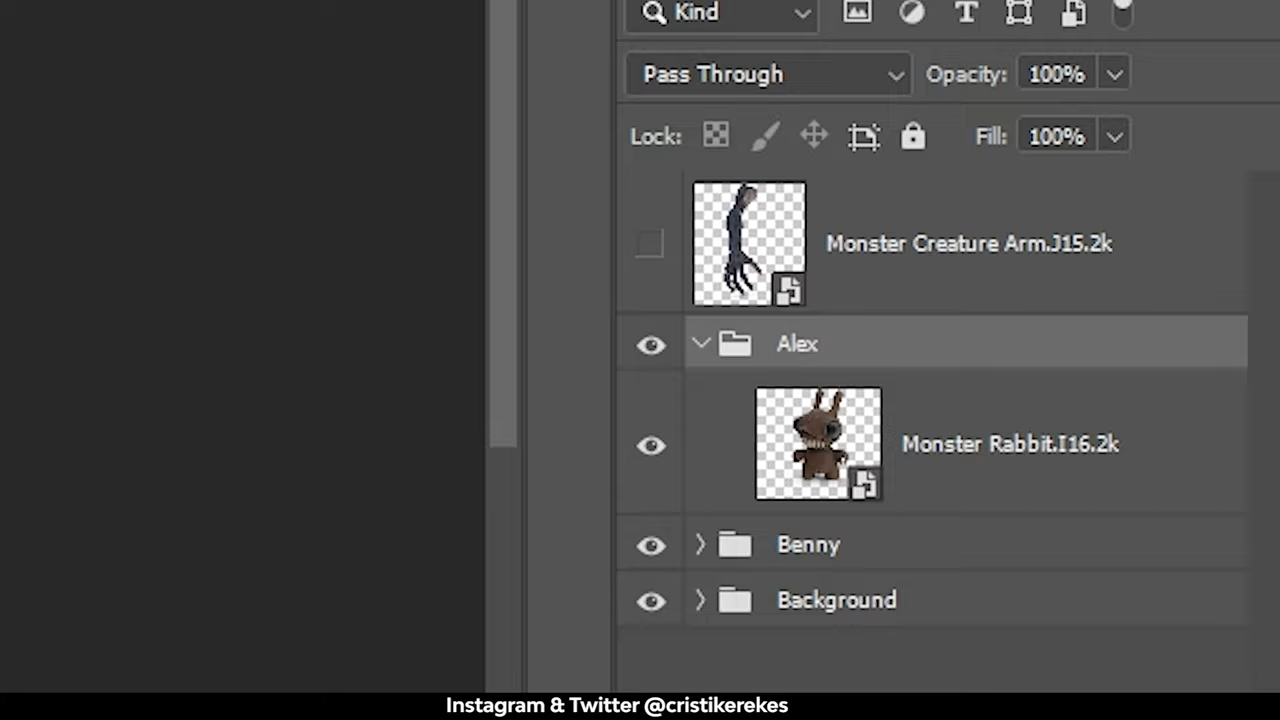 Kind
Pass Through Opacity: 100%
Lock: Fill: 100%
Monster Creature Arm.J15.2k
Alex
Monster Rabbit.I16.2k
Benny
Background
Instagram & Twitter @cristikerekes